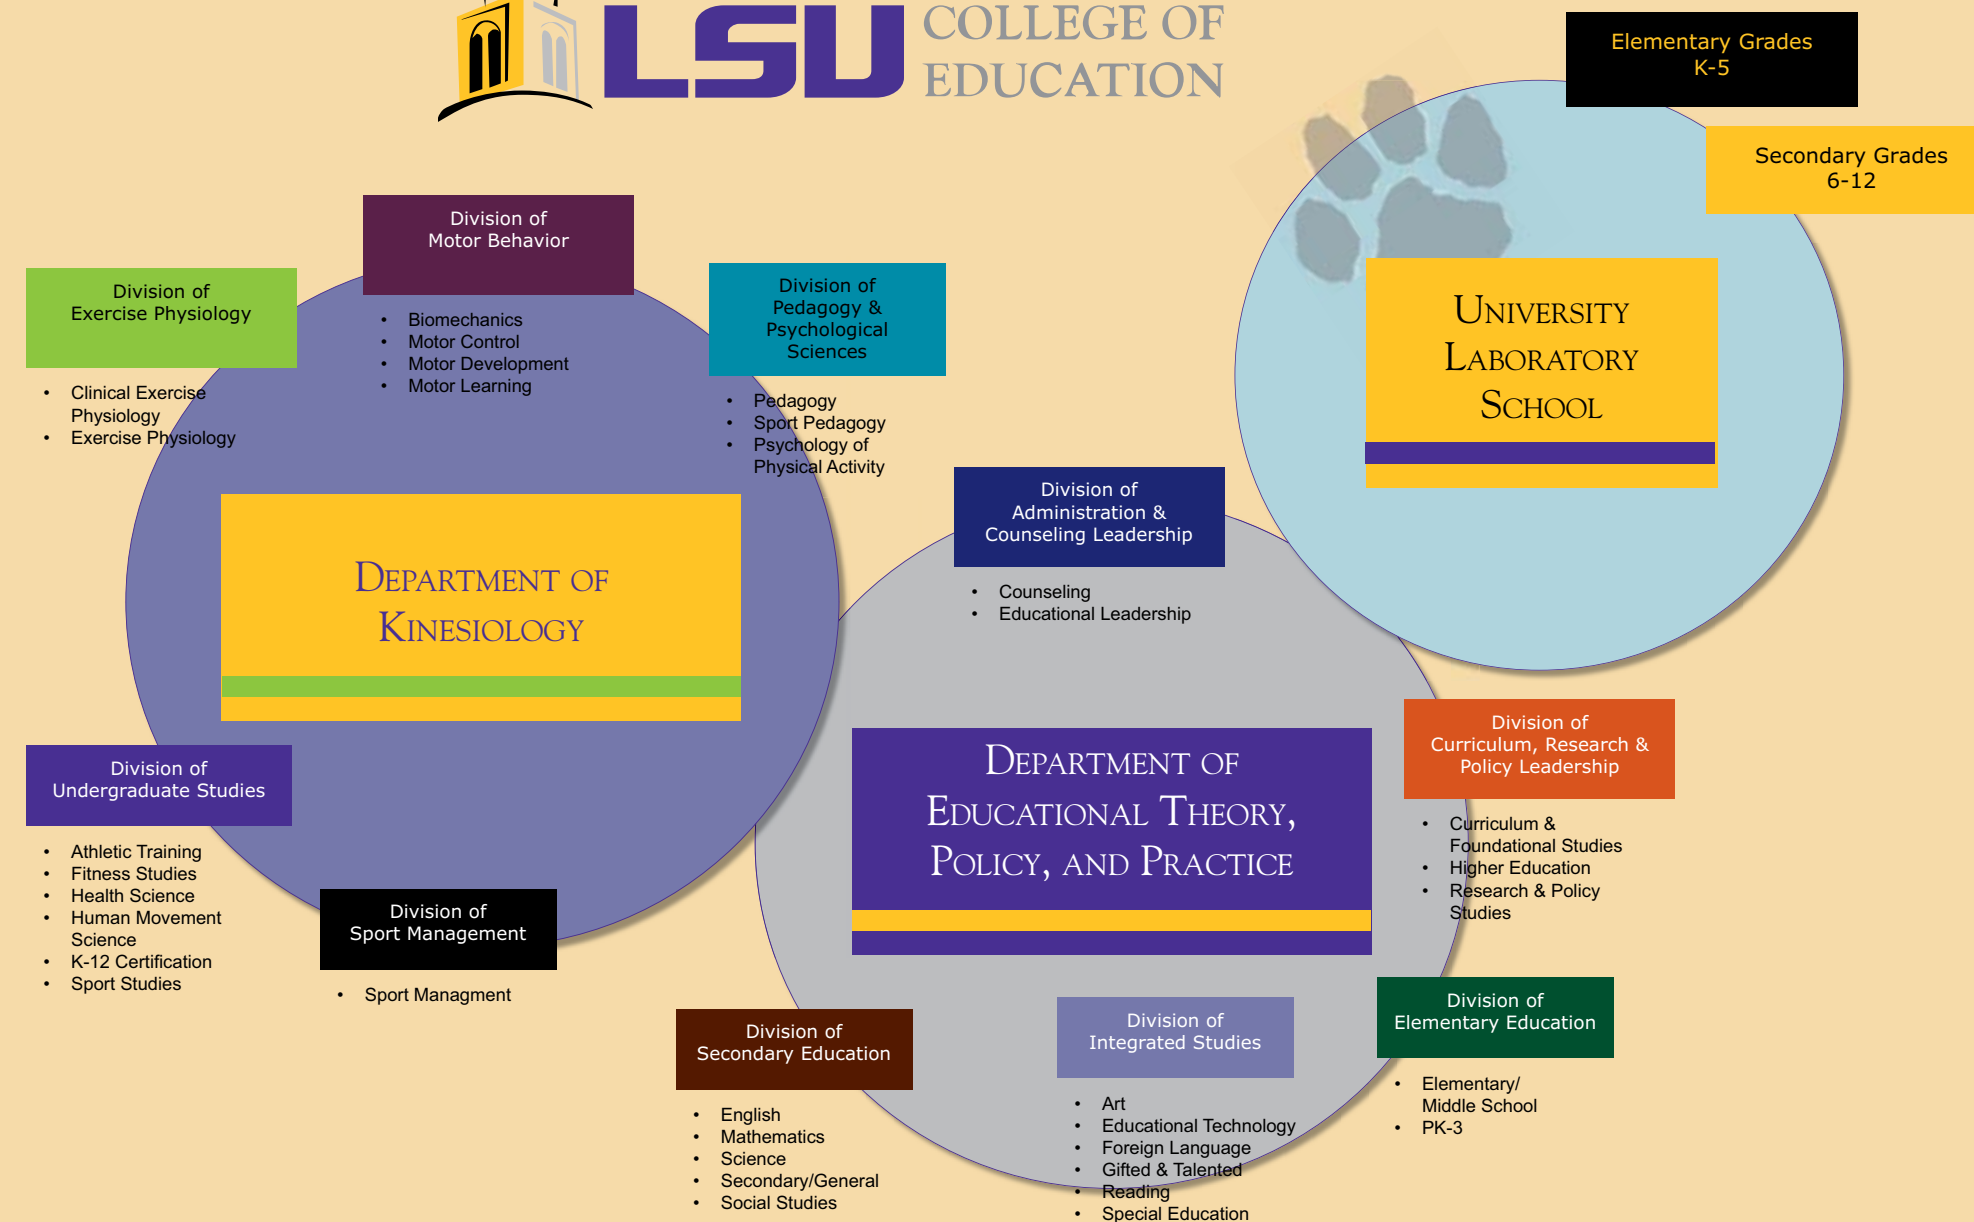 LSU
COLLEGE OF
EDUCATION
Elementary Grades
K-5
Secondary Grades
6-12
UNIVERSITY
LABORATORY
SCHOOL
Division of
Motor Behavior
• Biomechanics
• Motor Control
• Motor Development
• Motor Learning
Division of
Exercise Physiology
• Clinical Exercise
Physiology
• Exercise Physiology
Division of
Pedagogy &
Psychological
Sciences
• Pedagogy
• Sport Pedagogy
• Psychology of
Physical Activity
DEPARTMENT OF
KINESIOLOGY
Division of
Undergraduate Studies
• Athletic Training
• Fitness Studies
• Health Science
• Human Movement
Science
• K-12 Certification
• Sport Studies
Division of
Sport Management
• Sport Managment
Division of
Administration &
Counseling Leadership
• Counseling
• Educational Leadership
DEPARTMENT OF
EDUCATIONAL THEORY,
POLICY, AND PRACTICE
Division of
Curriculum, Research &
Policy Leadership
• Curriculum &
Foundational Studies
• Higher Education
• Research & Policy
Studies
Division of
Secondary Education
• English
• Mathematics
• Science
• Secondary/General
• Social Studies
Division of
Integrated Studies
• Art
• Educational Technology
• Foreign Language
• Gifted & Talented
• Reading
• Special Education
Division of
Elementary Education
• Elementary/
Middle School
• PK-3